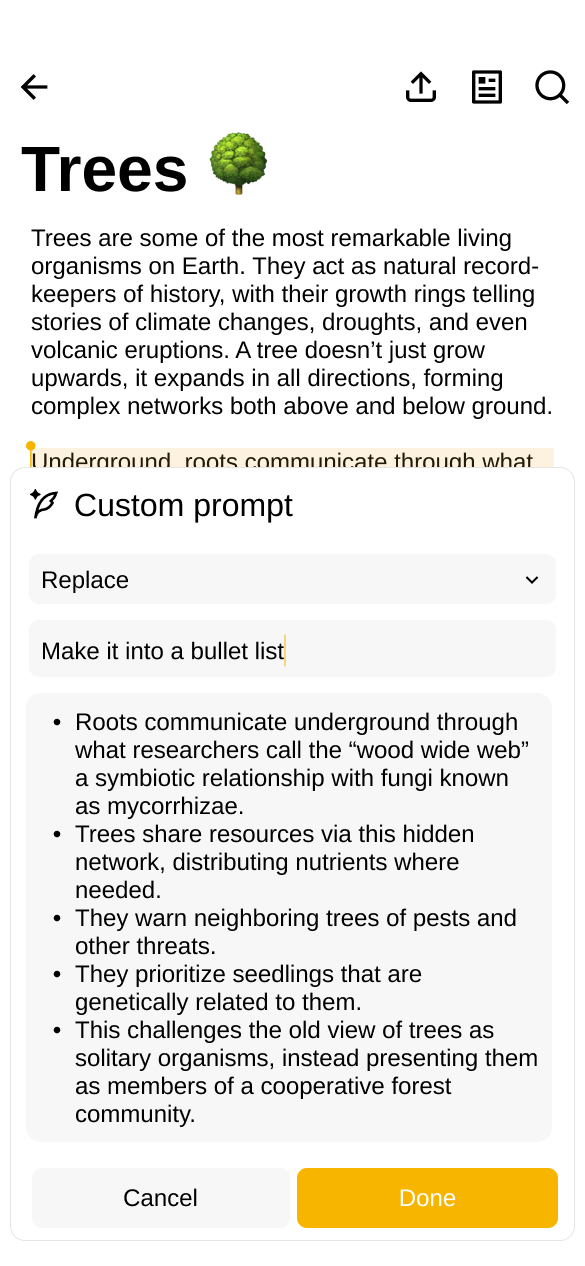 Trees 🌳
Trees are some of the most remarkable living
organisms on Earth. They act as natural record-
keepers of history, with their growth rings telling
stories of climate changes, droughts, and even
volcanic eruptions. A tree doesn’t just grow
upwards, it expands in all directions, forming
complex networks both above and below ground.
Underground, roots communicate through what
Custom prompt
Replace
Make it into a bullet list
• Roots communicate underground through
what researchers call the “wood wide web”
a symbiotic relationship with fungi known
as mycorrhizae.
• Trees share resources via this hidden
network, distributing nutrients where
needed.
• They warn neighboring trees of pests and
other threats.
• They prioritize seedlings that are
genetically related to them.
• This challenges the old view of trees as
solitary organisms, instead presenting them
as members of a cooperative forest
community.
Cancel
Done